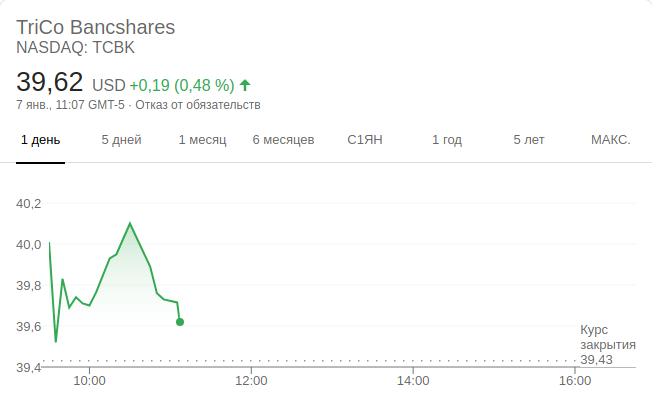 TriCo Bancshares
NASDAQ: TCBK
39,62 USD +0,19 (0,48 %)
7 янв., 11:07 GMT-5 · Отказ от обязательств
1 день 5 дней 1 месяц 6 месяцев С1ЯН 1 год 5 лет МАКС.
40,2
40,0
39,8
39,6
Курс
закрытия
39,43
39,4
10:00 12:00 14:00 16:00